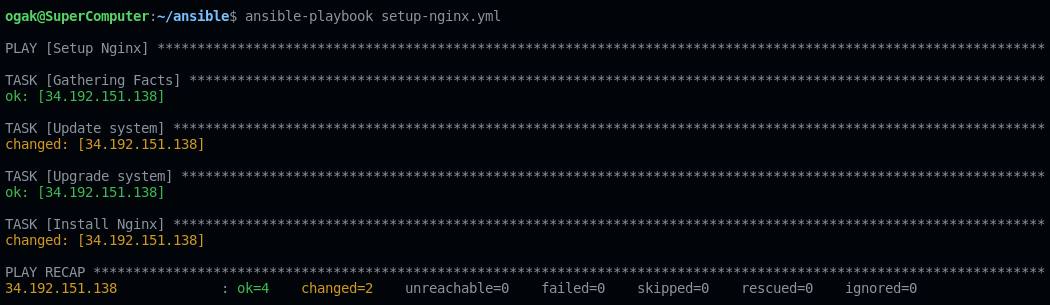 ogak@SuperComputer:~/ansible$ ansible-playbook setup-nginx.yml
PLAY [Setup Nginx] ***************************************************************************************************************
TASK [Gathering Facts] ***********************************************************************************************************
ok: [34.192.151.138]
TASK [Update system] *************************************************************************************************************
changed: [34.192.151.138]
TASK [Upgrade system] ************************************************************************************************************
ok: [34.192.151.138]
TASK [Install Nginx] *************************************************************************************************************
changed: [34.192.151.138]
PLAY RECAP ***********************************************************************************************************************
34.192.151.138             : ok=4    changed=2    unreachable=0    failed=0    skipped=0    rescued=0    ignored=0